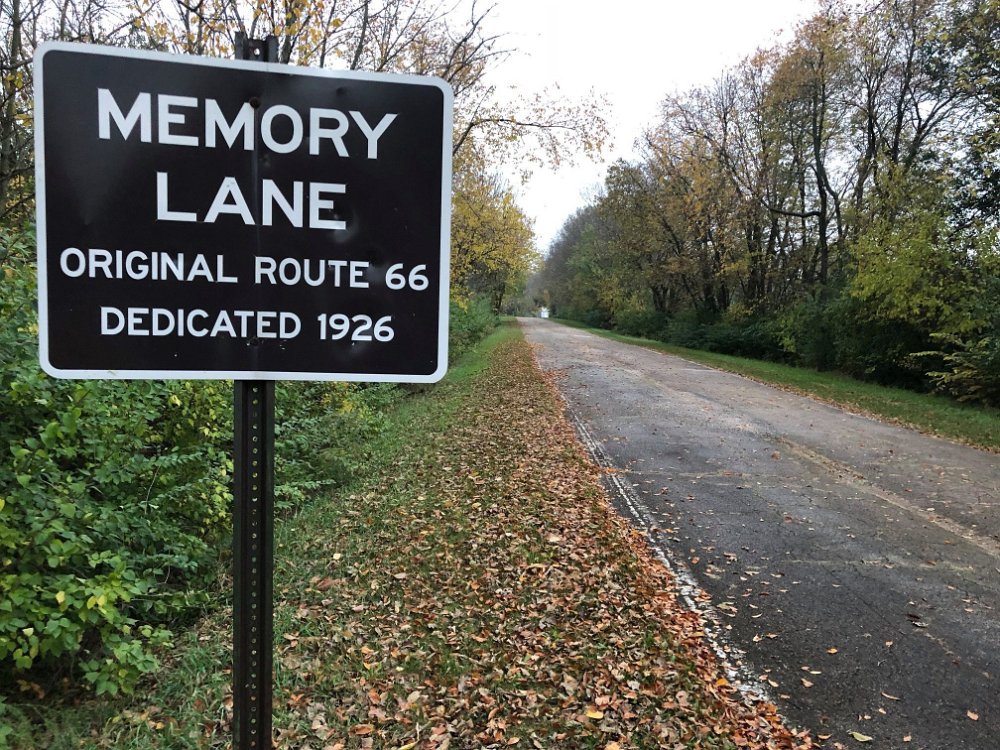 MEMORY
LANE
ORIGINAL ROUTE 66
DEDICATED 1926